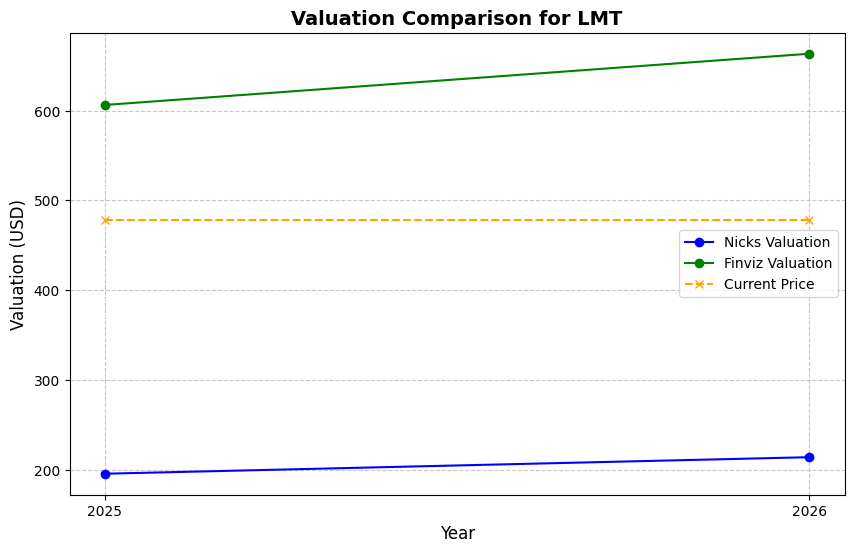 Valuation Comparison for LMT
Valuation (USD)
600
500
400
300
200
Nicks Valuation
Finviz Valuation
Current Price
2025
2026
Year